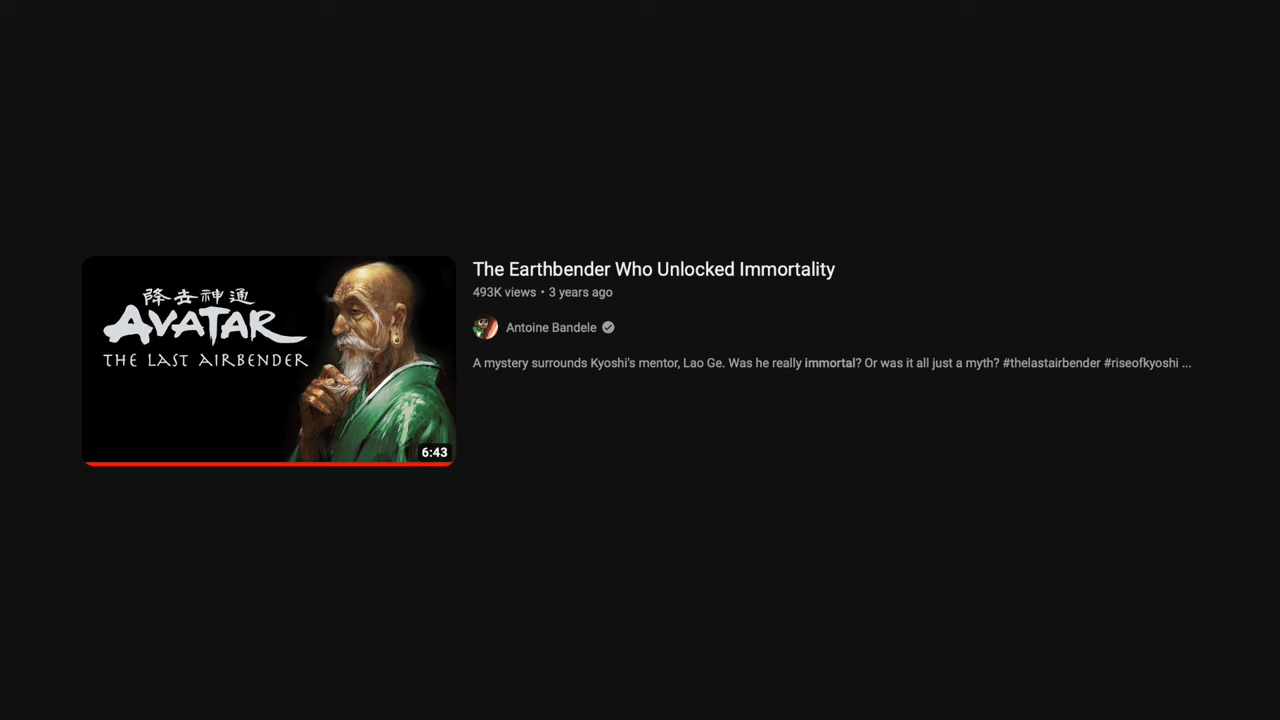 降去神通
AVATAR
THE LAST AIRBENDER
6:43
The Earthbender Who Unlocked Immortality
493K views • 3 years ago
Antoine Bandele
A mystery surrounds Kyoshi's mentor, Lao Ge. Was he really immortal? Or was it all just a myth? #thelastairbender #riseofkyoshi ...